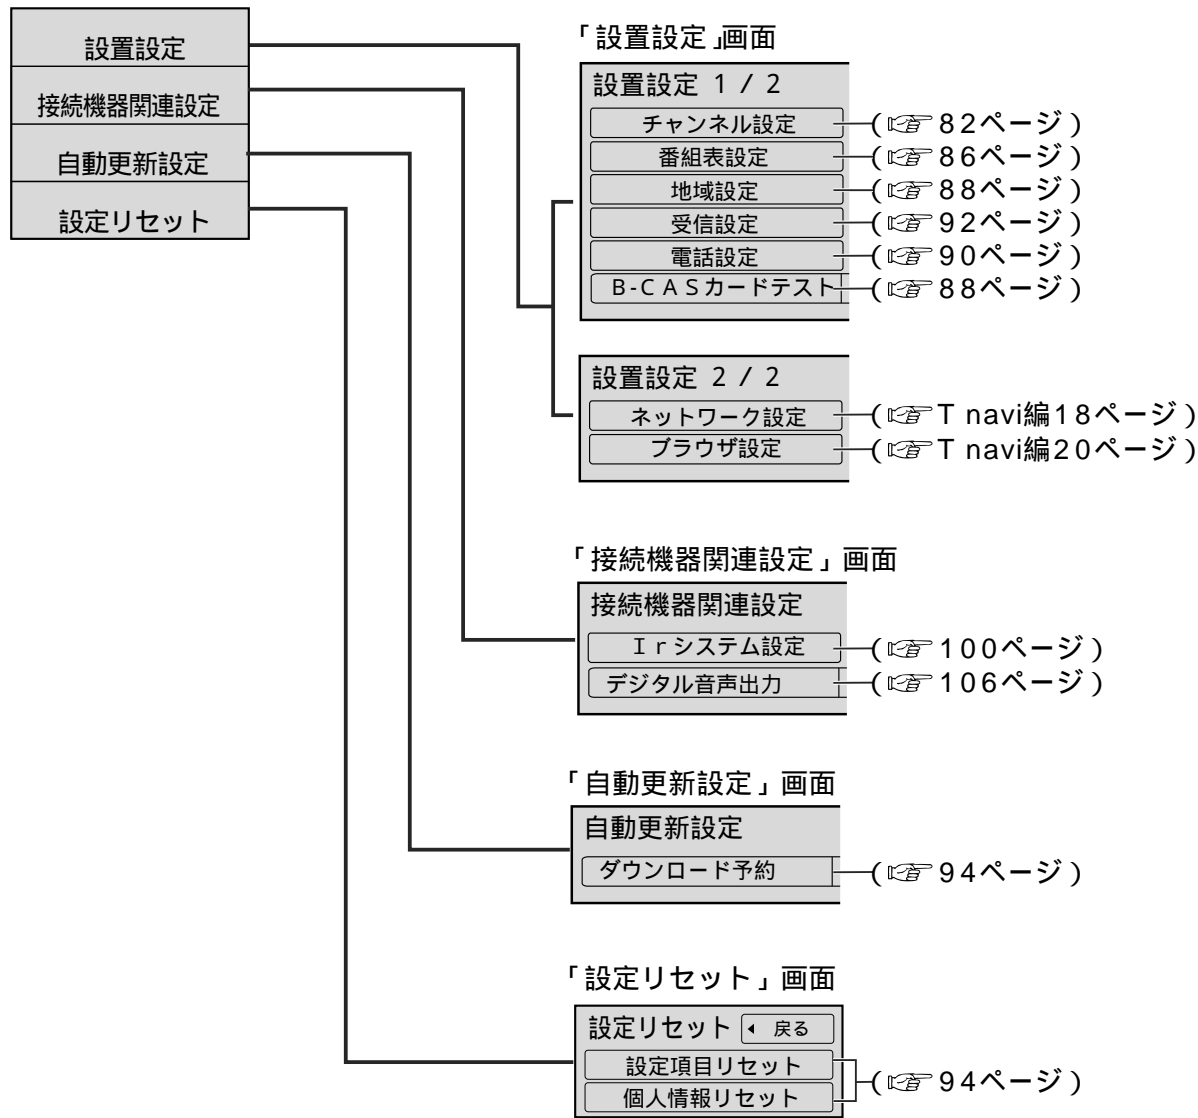 設置設定
接続機器関連設定
自動更新設定
設定リセット
「設置設定」画面
設置設定 1/2
チャンネル設定 (☞82ページ)
番組表設定 (☞86ページ)
地域設定 (☞88ページ)
受信設定 (☞92ページ)
電話設定 (☞90ページ)
B-CASカードテスト (☞88ページ)
設置設定 2/2
ネットワーク設定 (☞T navi編18ページ)
ブラウザ設定 (☞T navi編20ページ)
「接続機器関連設定」画面
接続機器関連設定
Irシステム設定 (☞100ページ)
デジタル音声出力 (☞106ページ)
「自動更新設定」画面
自動更新設定
ダウンロード予約 (☞94ページ)
「設定リセット」画面
設定リセット ◂ 戻る
設定項目リセット
個人情報リセット (☞94ページ)